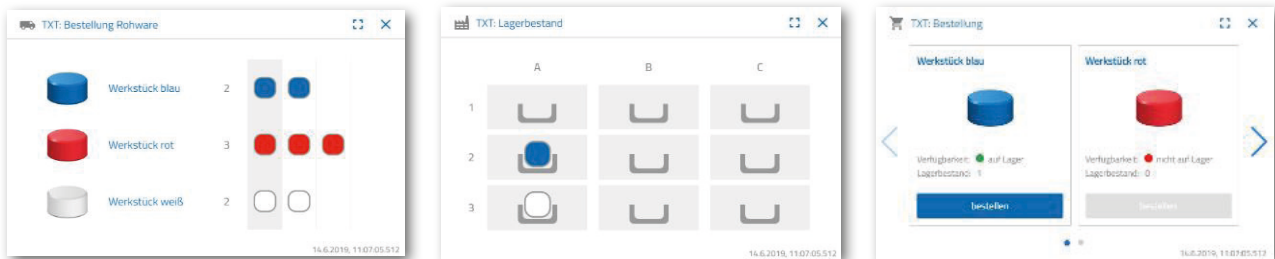 TXT: Bestellung Rohware
Werkstück blau 2
Werkstück rot 3
Werkstück weiß 2
14.6.2019, 11:07:05.512
TXT: Lagerbestand
A B C
1
2
3
14.6.2019, 11:07:05.512
TXT: Bestellung
Werkstück blau
Verfügbarkeit: auf Lager
Lagerbestand: 1
bestellen
Werkstück rot
Verfügbarkeit: nicht auf Lager
Lagerbestand: 0
bestellen
14.6.2019, 11:07:05.512